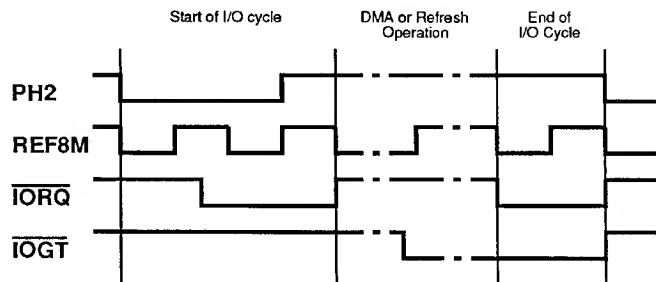 Start of I/O cycle
DMA or Refresh
Operation
End of
I/O Cycle
PH2
REF8M
IORQ
IOGT